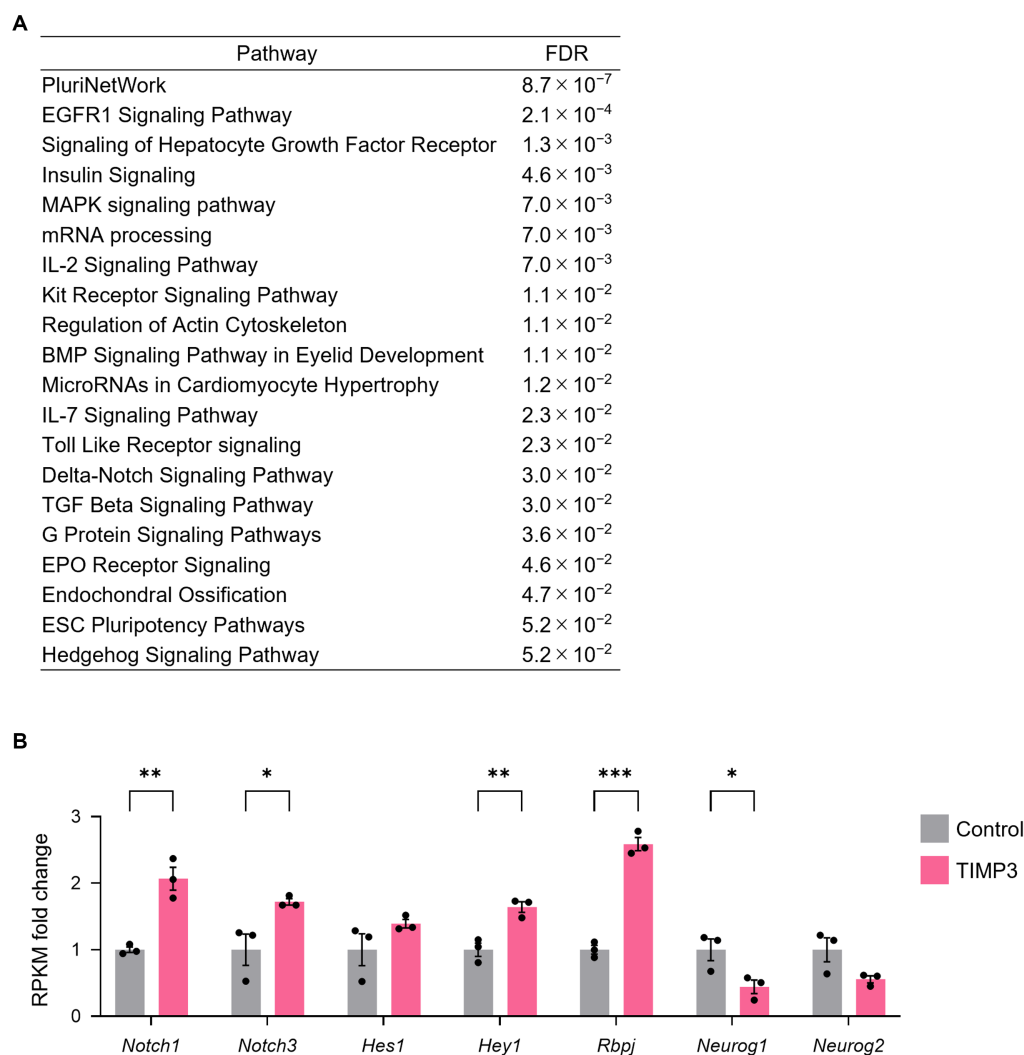 A
Pathway FDR
PluriNetWork 8.7 × 10⁻⁷
EGFR1 Signaling Pathway 2.1 × 10⁻⁴
Signaling of Hepatocyte Growth Factor Receptor 1.3 × 10⁻³
Insulin Signaling 4.6 × 10⁻³
MAPK signaling pathway 7.0 × 10⁻³
mRNA processing 7.0 × 10⁻³
IL-2 Signaling Pathway 7.0 × 10⁻³
Kit Receptor Signaling Pathway 1.1 × 10⁻²
Regulation of Actin Cytoskeleton 1.1 × 10⁻²
BMP Signaling Pathway in Eyelid Development 1.1 × 10⁻²
MicroRNAs in Cardiomyocyte Hypertrophy 1.2 × 10⁻²
IL-7 Signaling Pathway 2.3 × 10⁻²
Toll Like Receptor signaling 2.3 × 10⁻²
Delta-Notch Signaling Pathway 3.0 × 10⁻²
TGF Beta Signaling Pathway 3.0 × 10⁻²
G Protein Signaling Pathways 3.6 × 10⁻²
EPO Receptor Signaling 4.6 × 10⁻²
Endochondral Ossification 4.7 × 10⁻²
ESC Pluripotency Pathways 5.2 × 10⁻²
Hedgehog Signaling Pathway 5.2 × 10⁻²
B
** * ** *** *
RPKM fold change
3
2
1
0
Control
TIMP3
Notch1 Notch3 Hes1 Hey1 Rbpj Neurog1 Neurog2